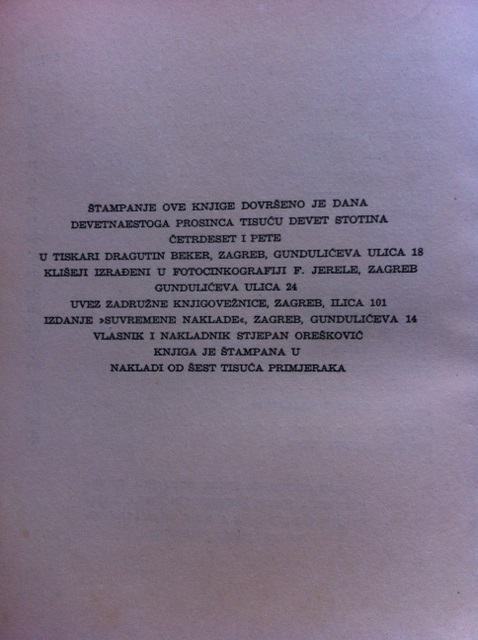 ŠTAMPANJE OVE KNJIGE DOVRŠENO JE DANA
DEVETNAESTOGA PROSINCA TISUĆU DEVET STOTINA
ČETRDESET I PETE
U TISKARI DRAGUTIN BEKER, ZAGREB, GUNDULIĆEVA ULICA 18
KLIŠEJI IZRAĐENI U FOTOCINKOGRAFIJI F. JERELE, ZAGREB
GUNDULIĆEVA ULICA 24
UVEZ ZADRUŽNE KNJIGOVEŽNICE, ZAGREB, ILICA 101
IZDANJE »SUVREMENE NAKLADE«, ZAGREB, GUNDULIĆEVA 14
VLASNIK I NAKLADNIK STJEPAN OREŠKOVIĆ
KNJIGA JE ŠTAMPANA U
NAKLADI OD ŠEST TISUĆA PRIMJERAKA